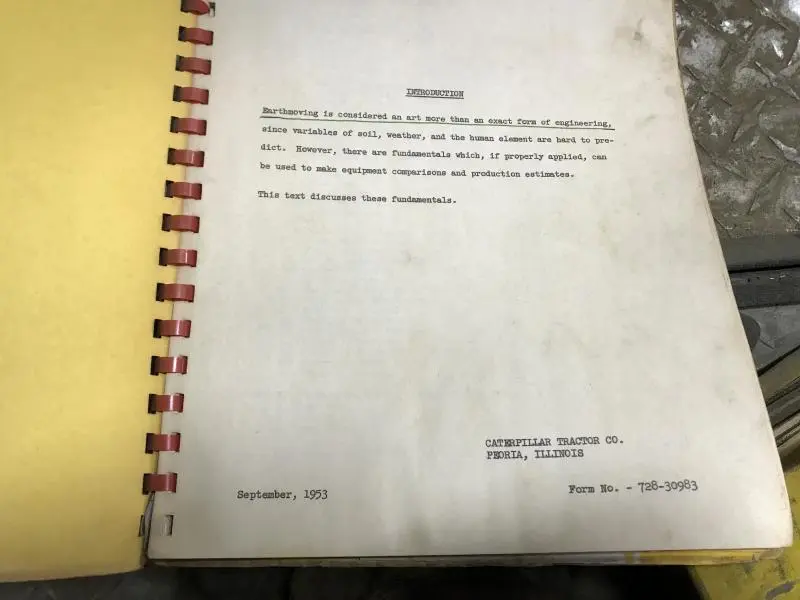 INTRODUCTION
Earthmoving is considered an art more than an exact form of engineering,
since variables of soil, weather, and the human element are hard to pre-
dict. However, there are fundamentals which, if properly applied, can
be used to make equipment comparisons and production estimates.
This text discusses these fundamentals.
CATERPILLAR TRACTOR CO.
PEORIA, ILLINOIS
September, 1953
Form No. - 728-30983